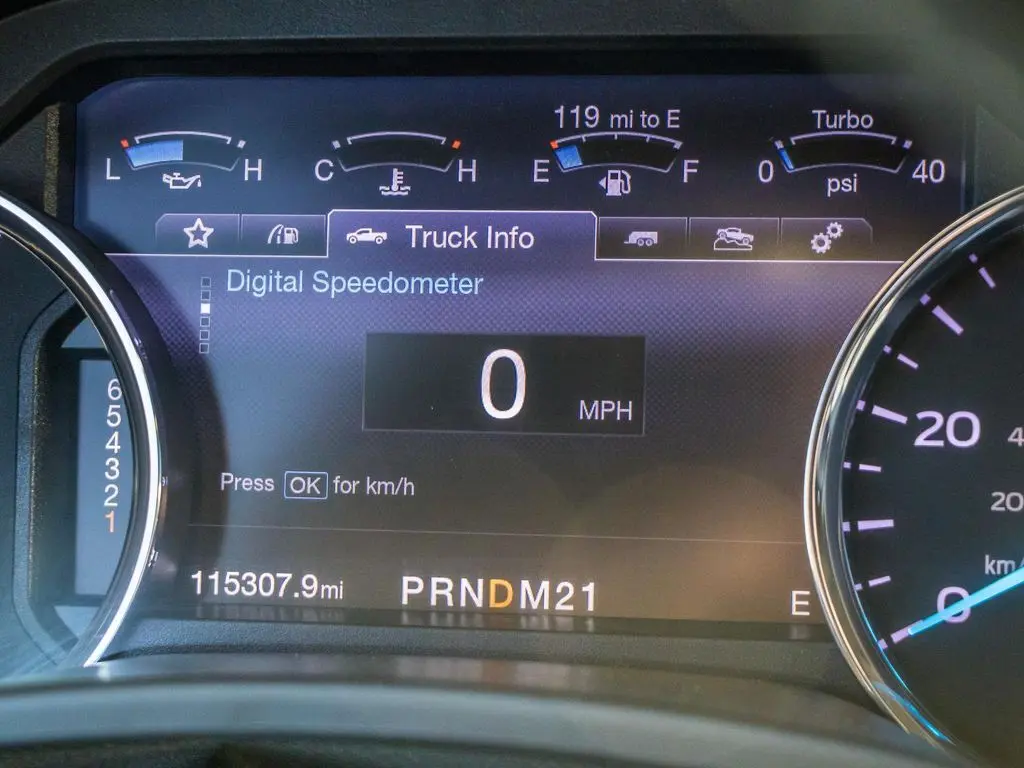 119 mi to E
Turbo
L H
C H
E F
0 40
psi
Truck Info
Digital Speedometer
0 MPH
Press OK for km/h
115307.9mi
PRNDM21
E
6
5
4
3
2
1
20
20
km/
0